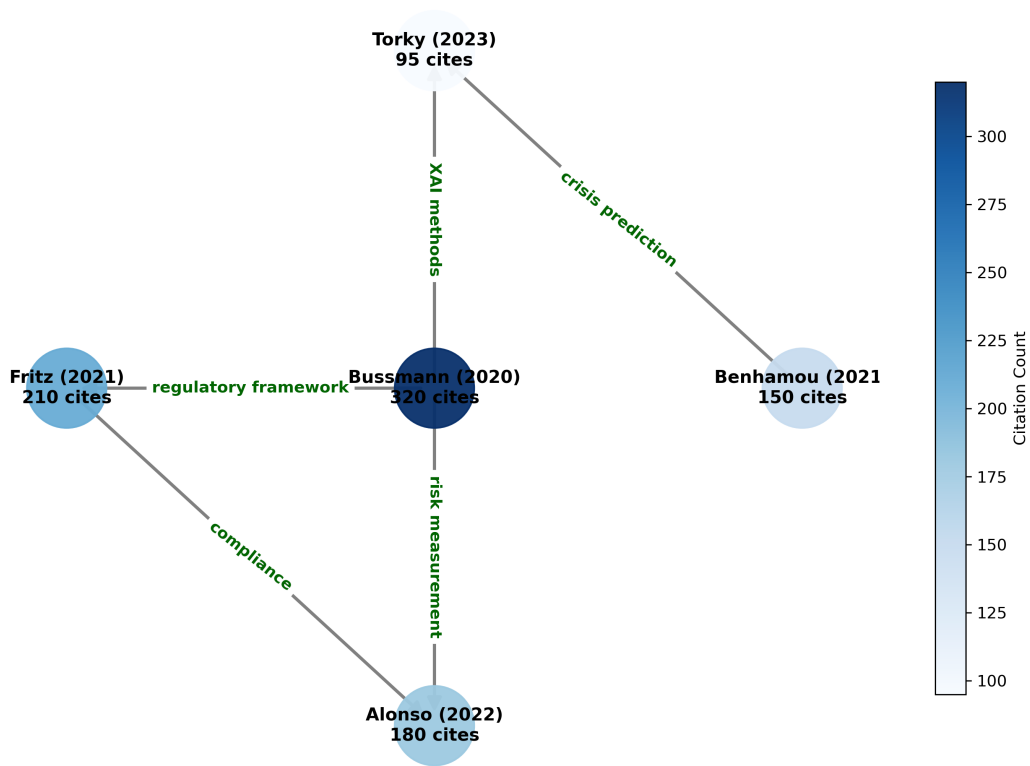 Torky (2023)
95 cites
XAI methods
crisis prediction
Fritz (2021)
210 cites
regulatory framework
Bussmann (2020)
320 cites
Benhamou (2021
150 cites
risk measurement
compliance
Alonso (2022)
180 cites
300
275
250
225
200
175
150
125
100
Citation Count